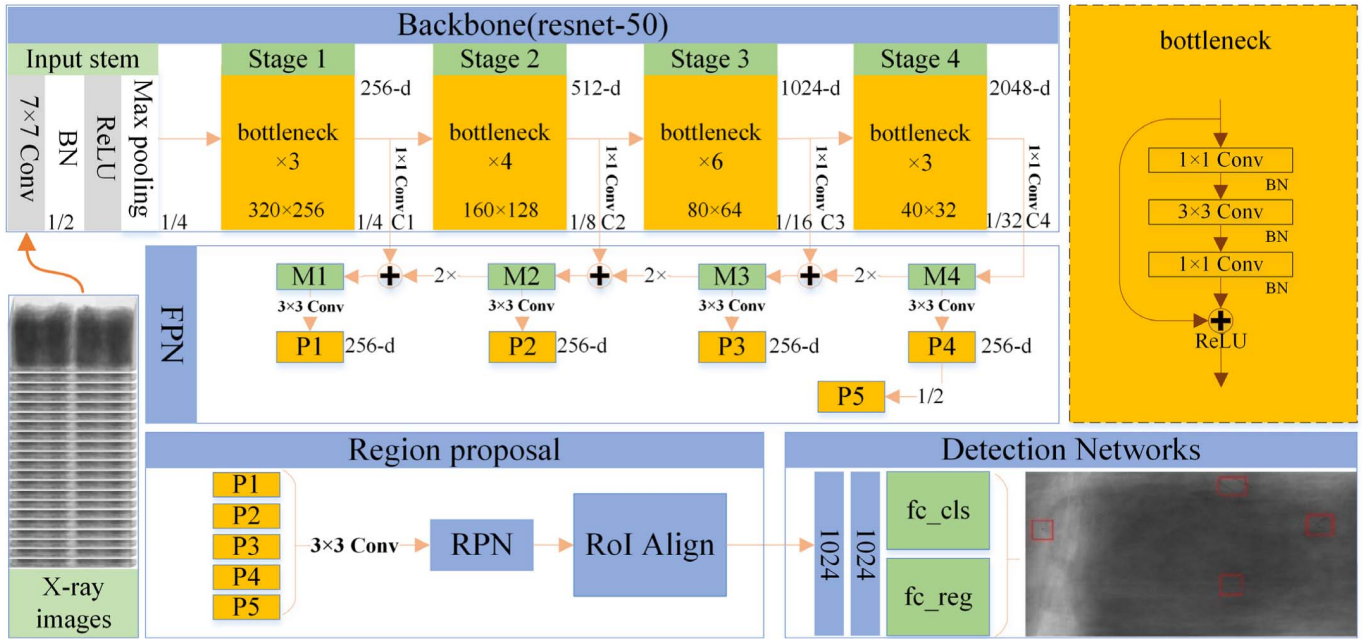 Backbone(resnet-50)
Input stem
7×7 Conv
BN
ReLU
Max pooling
1/2
1/4
Stage 1
bottleneck
×3
320×256
256-d
1×1 Conv
1/4 C1
Stage 2
bottleneck
×4
160×128
512-d
1×1 Conv
1/8 C2
Stage 3
bottleneck
×6
80×64
1024-d
1×1 Conv
1/16 C3
Stage 4
bottleneck
×3
40×32
2048-d
1×1 Conv
1/32 C4
bottleneck
1×1 Conv
BN
3×3 Conv
BN
1×1 Conv
BN
ReLU
FPN
M1 2× M2 2× M3 2× M4
3×3 Conv 3×3 Conv 3×3 Conv 3×3 Conv
P1 256-d P2 256-d P3 256-d P4 256-d
P5 1/2
X-ray
images
Region proposal
P1
P2
P3
P4
P5
3×3 Conv
RPN
RoI Align
Detection Networks
1024
1024
fc_cls
fc_reg